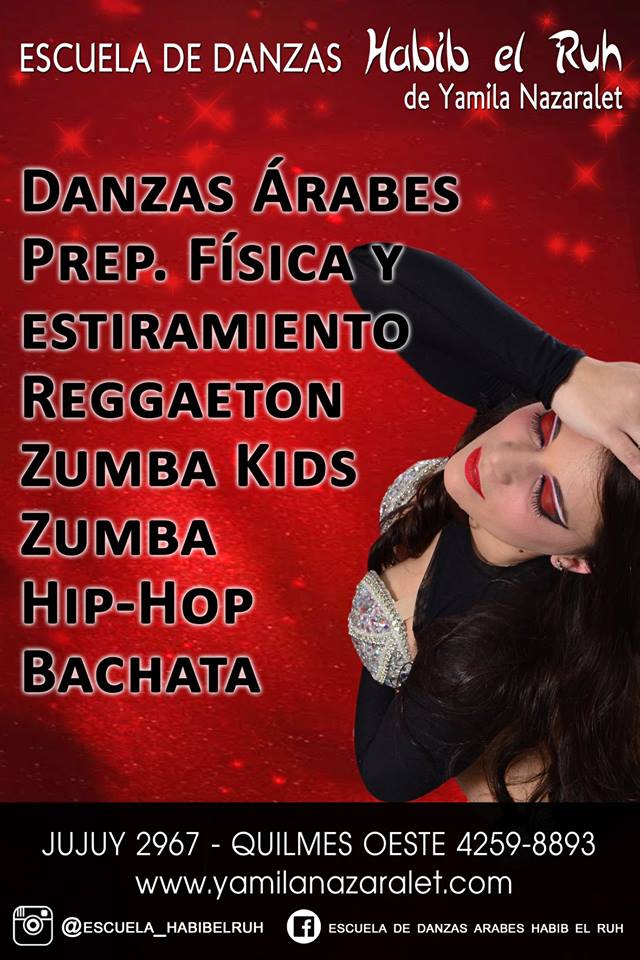 ESCUELA DE DANZAS Habib el Ruh
de Yamila Nazaralet
DANZAS ÁRABES
PREP. FÍSICA Y
ESTIRAMIENTO
REGGAETON
ZUMBA KIDS
ZUMBA
HIP-HOP
BACHATA
JUJUY 2967 - QUILMES OESTE 4259-8893
www.yamilanazaralet.com
@ESCUELA_HABIBELRUH f ESCUELA DE DANZAS ARABES HABIB EL RUH